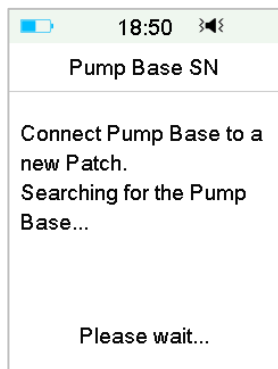 18:50
Pump Base SN
Connect Pump Base to a
new Patch.
Searching for the Pump
Base...
Please wait...